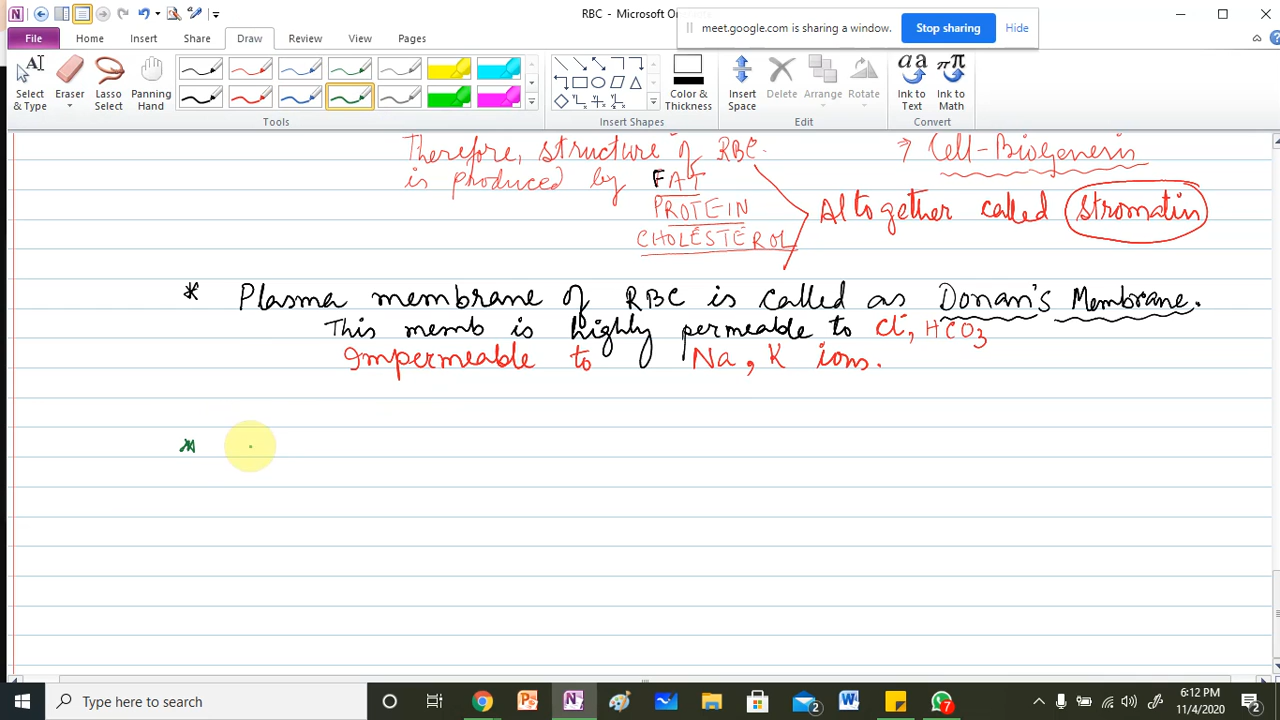 RBC - Microsoft On
meet.google.com is sharing a window.
Stop sharing
Hide
File Home Insert Share Draw Review View Pages
Select & Type
Eraser
Lasso Select
Panning Hand
Color & Thickness
Insert Space
Delete
Arrange
Rotate
Ink to Text
Ink to Math
Tools
Insert Shapes
Edit
Convert
Therefore, structure of RBC.
is produced by FAT
PROTEIN
CHOLESTEROL
→ Cell-Biogenesis
Altogether called Stromatin
* Plasma membrane of RBC is called as Donan's Membrane.
This memb is highly permeable to Cl⁻, HCO3
Impermeable to Na, K ions.
*
Type here to search
2
7
6:12 PM
11/4/2020
2